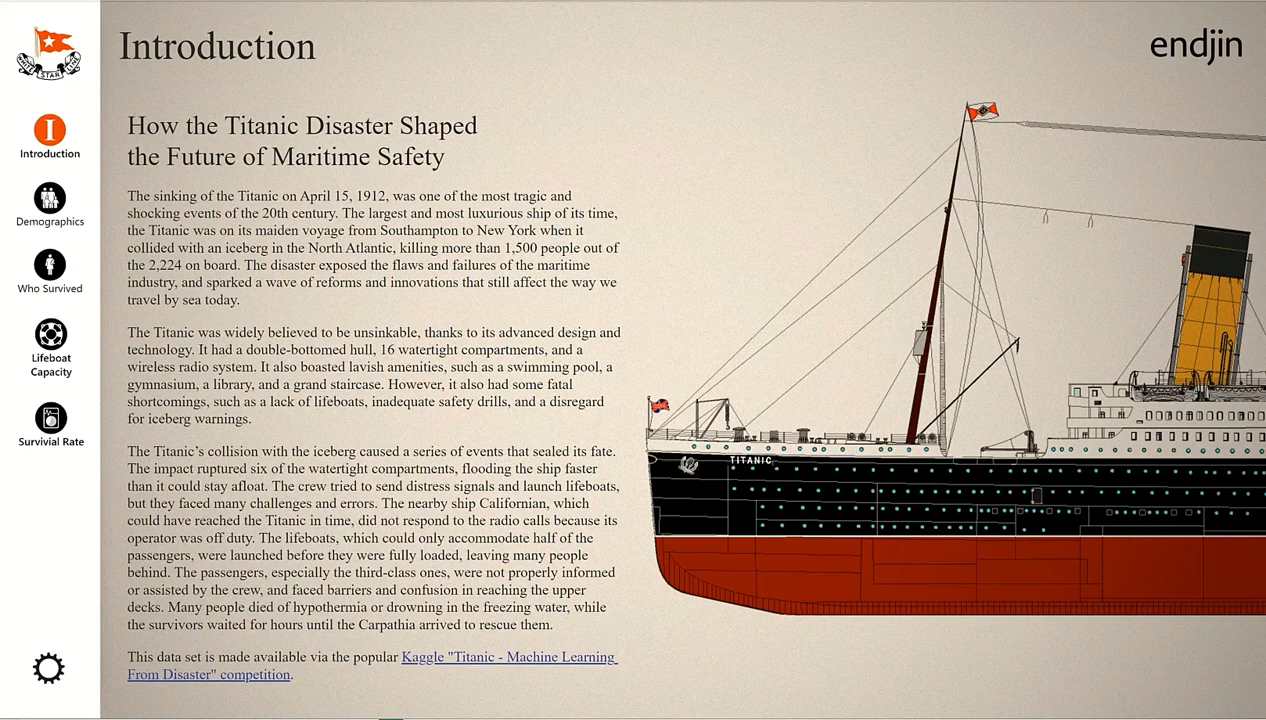 WHITE STAR LINE
Introduction
Demographics
Who Survived
Lifeboat
Capacity
Survivial Rate
Introduction
endjin
How the Titanic Disaster Shaped
the Future of Maritime Safety
The sinking of the Titanic on April 15, 1912, was one of the most tragic and
shocking events of the 20th century. The largest and most luxurious ship of its time,
the Titanic was on its maiden voyage from Southampton to New York when it
collided with an iceberg in the North Atlantic, killing more than 1,500 people out of
the 2,224 on board. The disaster exposed the flaws and failures of the maritime
industry, and sparked a wave of reforms and innovations that still affect the way we
travel by sea today.
The Titanic was widely believed to be unsinkable, thanks to its advanced design and
technology. It had a double-bottomed hull, 16 watertight compartments, and a
wireless radio system. It also boasted lavish amenities, such as a swimming pool, a
gymnasium, a library, and a grand staircase. However, it also had some fatal
shortcomings, such as a lack of lifeboats, inadequate safety drills, and a disregard
for iceberg warnings.
The Titanic’s collision with the iceberg caused a series of events that sealed its fate.
The impact ruptured six of the watertight compartments, flooding the ship faster
than it could stay afloat. The crew tried to send distress signals and launch lifeboats,
but they faced many challenges and errors. The nearby ship Californian, which
could have reached the Titanic in time, did not respond to the radio calls because its
operator was off duty. The lifeboats, which could only accommodate half of the
passengers, were launched before they were fully loaded, leaving many people
behind. The passengers, especially the third-class ones, were not properly informed
or assisted by the crew, and faced barriers and confusion in reaching the upper
decks. Many people died of hypothermia or drowning in the freezing water, while
the survivors waited for hours until the Carpathia arrived to rescue them.
This data set is made available via the popular Kaggle "Titanic - Machine Learning
From Disaster" competition.
TITANIC